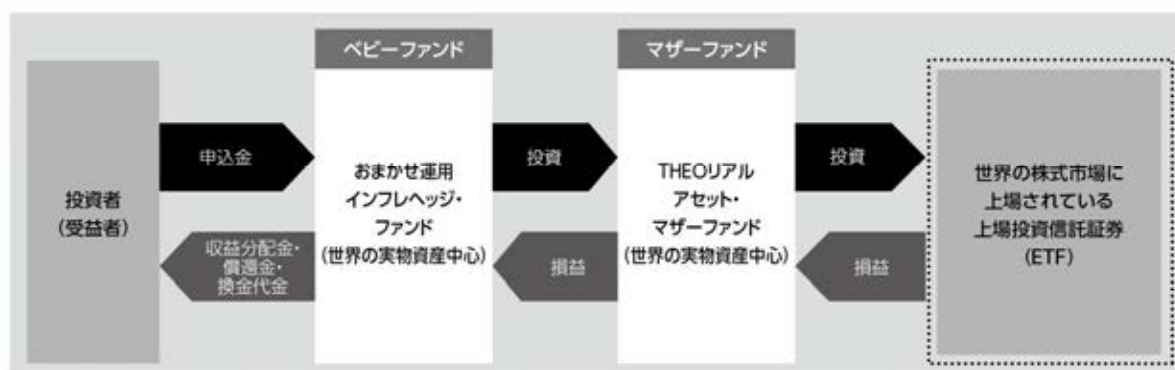 ベビーファンド
マザーファンド
投資者
(受益者)
申込金
収益分配金・
償還金・
換金代金
おまかせ運用
インフレヘッジ・
ファンド
(世界の実物資産中心)
投資
損益
THEOリアル
アセット・
マザーファンド
(世界の実物資産中心)
投資
損益
世界の株式市場に
上場されている
上場投資信託証券
(ETF)